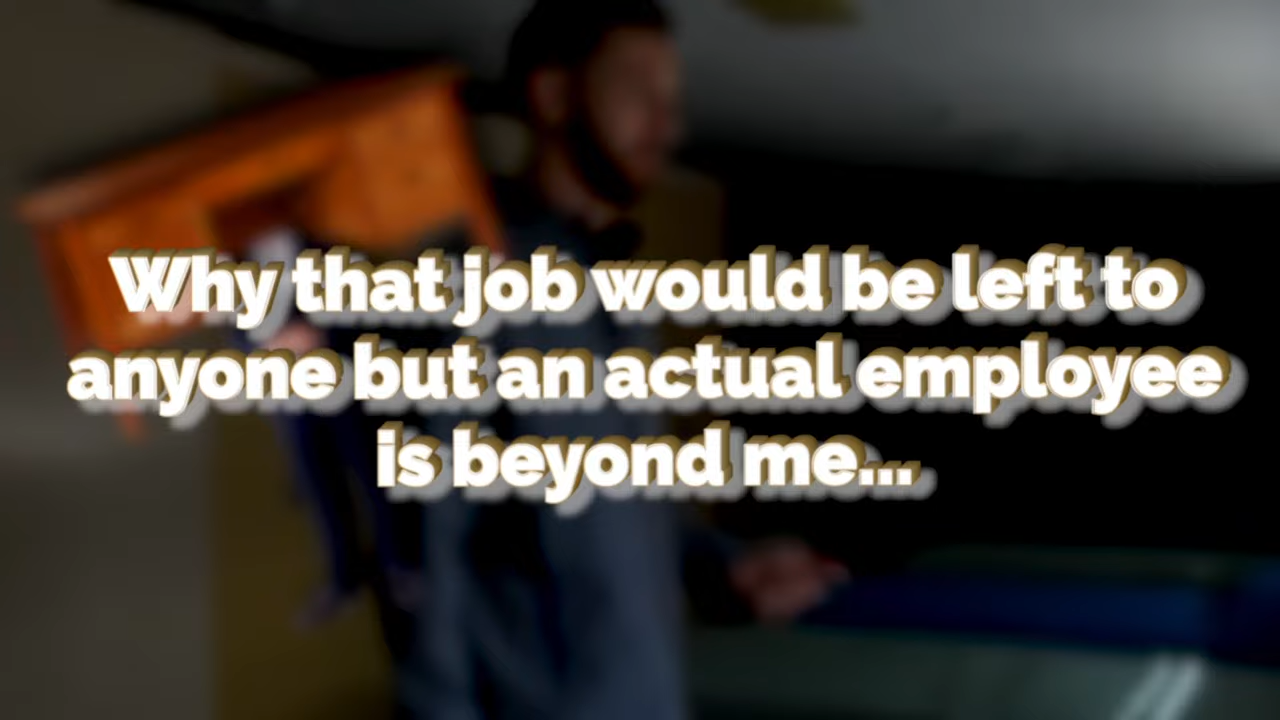 Why that job would be left to
anyone but an actual employee
is beyond me...